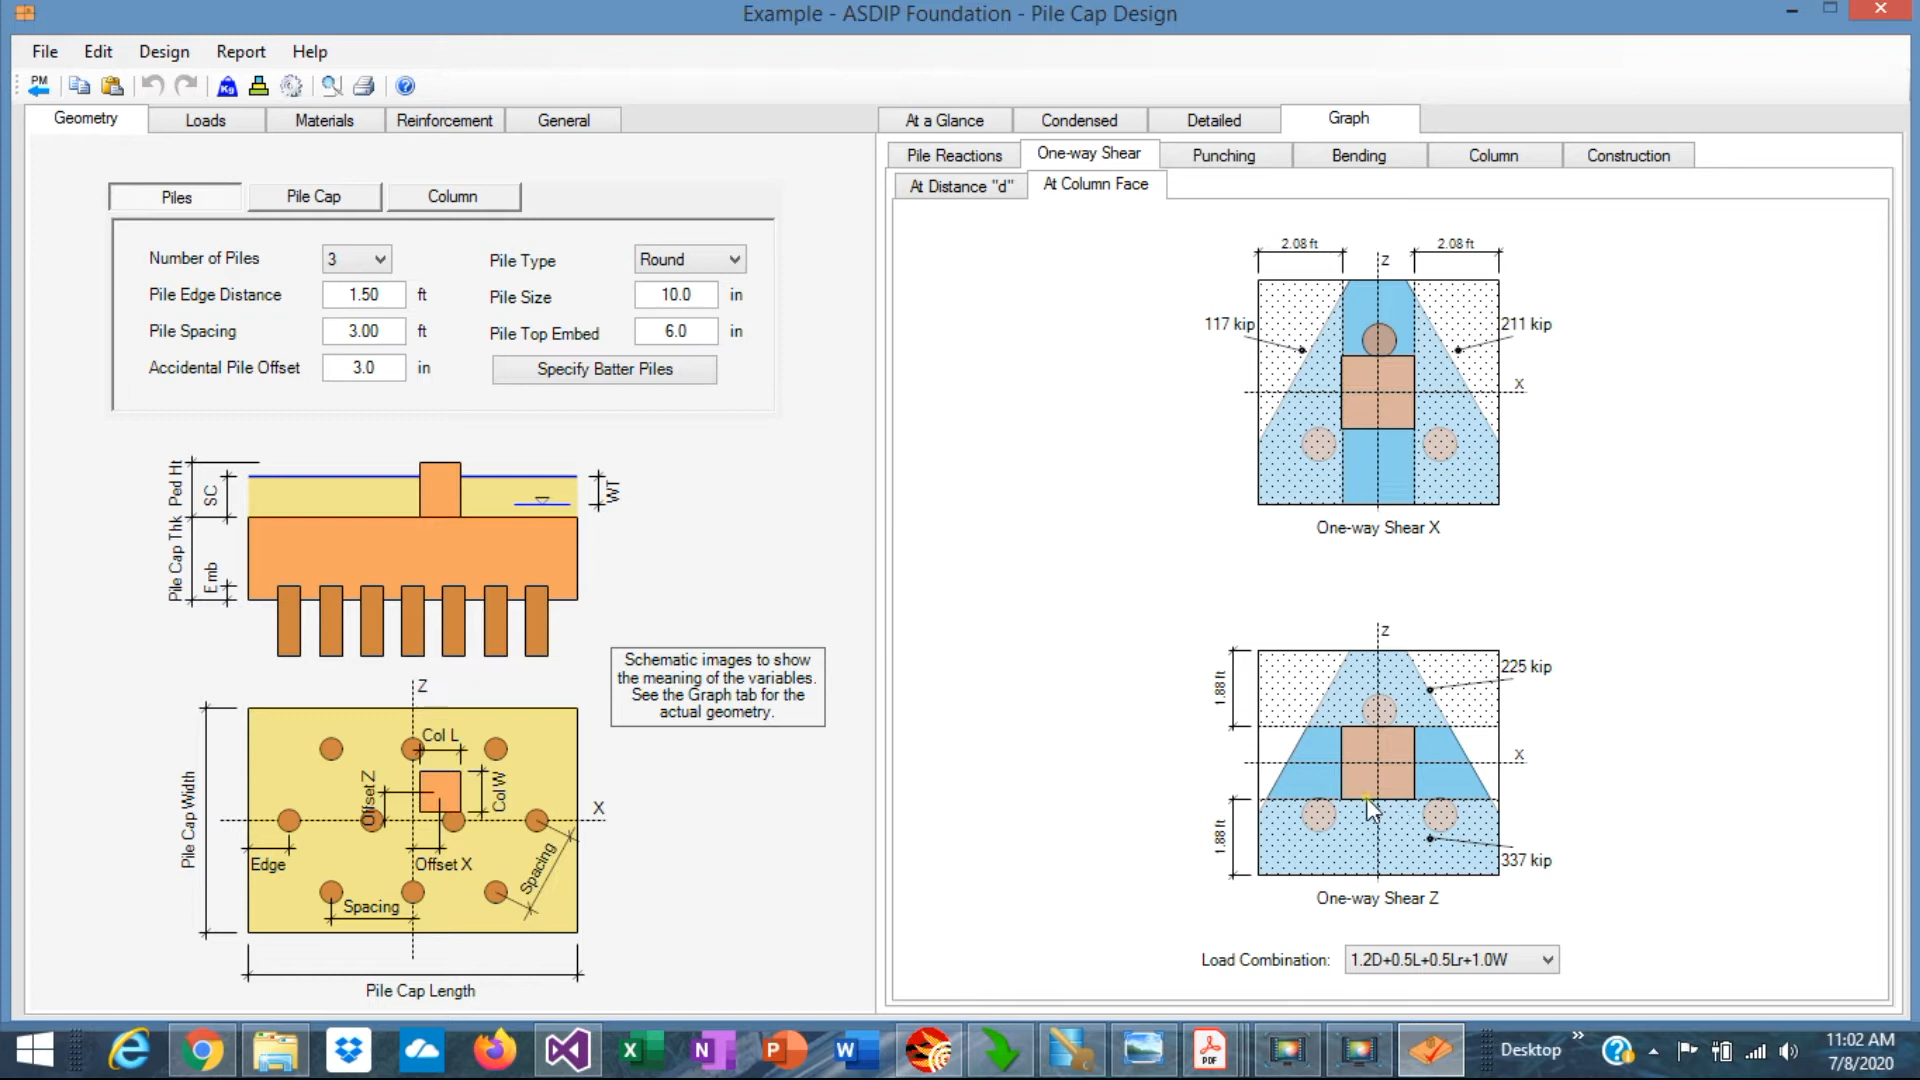 Example - ASDIP Foundation - Pile Cap Design
File Edit Design Report Help
PM
Kg
Geometry Loads Materials Reinforcement General
Piles Pile Cap Column
Number of Piles 3
Pile Edge Distance 1.50 ft
Pile Spacing 3.00 ft
Accidental Pile Offset 3.0 in
Pile Type Round
Pile Size 10.0 in
Pile Top Embed 6.0 in
Specify Batter Piles
Ped Ht
SC
Pile Cap Thk
Emb
WT
Schematic images to show
the meaning of the variables.
See the Graph tab for the
actual geometry.
Z
Col L
Col W
Offset Z
X
Pile Cap Width
Edge
Offset X
Spacing
Spacing
Pile Cap Length
At a Glance Condensed Detailed Graph
Pile Reactions One-way Shear Punching Bending Column Construction
At Distance "d" At Column Face
2.08 ft 2.08 ft
Z
117 kip 211 kip
X
One-way Shear X
Z
225 kip
1.88 ft
X
1.88 ft
337 kip
One-way Shear Z
Load Combination: 1.2D+0.5L+0.5Lr+1.0W
Desktop
11:02 AM
7/8/2020